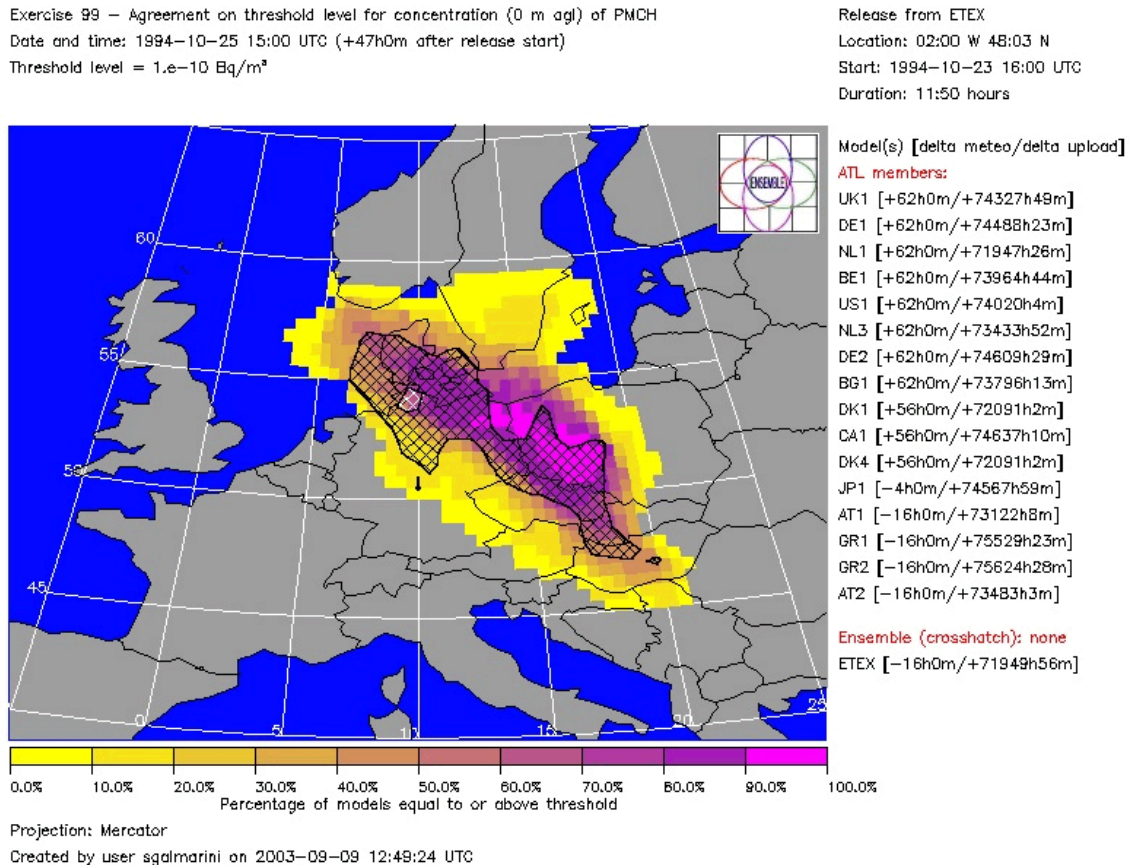 Exercise 99 – Agreement on threshold level for concentration (0 m agl) of PMCH
Date and time: 1994–10–25 15:00 UTC (+47h0m after release start)
Threshold level = 1.e–10 Bq/m³
Release from ETEX
Location: 02:00 W 48:03 N
Start: 1994–10–23 16:00 UTC
Duration: 11:50 hours
Model(s) [delta meteo/delta upload]
ATL members:
UK1 [+62h0m/+74327h49m]
DE1 [+62h0m/+74488h23m]
NL1 [+62h0m/+71947h26m]
BE1 [+62h0m/+73964h44m]
US1 [+62h0m/+74020h4m]
NL3 [+62h0m/+73433h52m]
DE2 [+62h0m/+74609h29m]
BG1 [+62h0m/+73796h13m]
DK1 [+56h0m/+72091h2m]
CA1 [+56h0m/+74637h10m]
DK4 [+56h0m/+72091h2m]
JP1 [–4h0m/+74567h59m]
AT1 [–16h0m/+73122h8m]
GR1 [–16h0m/+75529h23m]
GR2 [–16h0m/+75624h28m]
AT2 [–16h0m/+73483h3m]
Ensemble (crosshatch): none
ETEX [–16h0m/+71949h56m]
ENSEMBLE
60
55
50
45
0 5 10 15 20 25
0.0% 10.0% 20.0% 30.0% 40.0% 50.0% 60.0% 70.0% 80.0% 90.0% 100.0%
Percentage of models equal to or above threshold
Projection: Mercator
Created by user sgalmarini on 2003–09–09 12:49:24 UTC